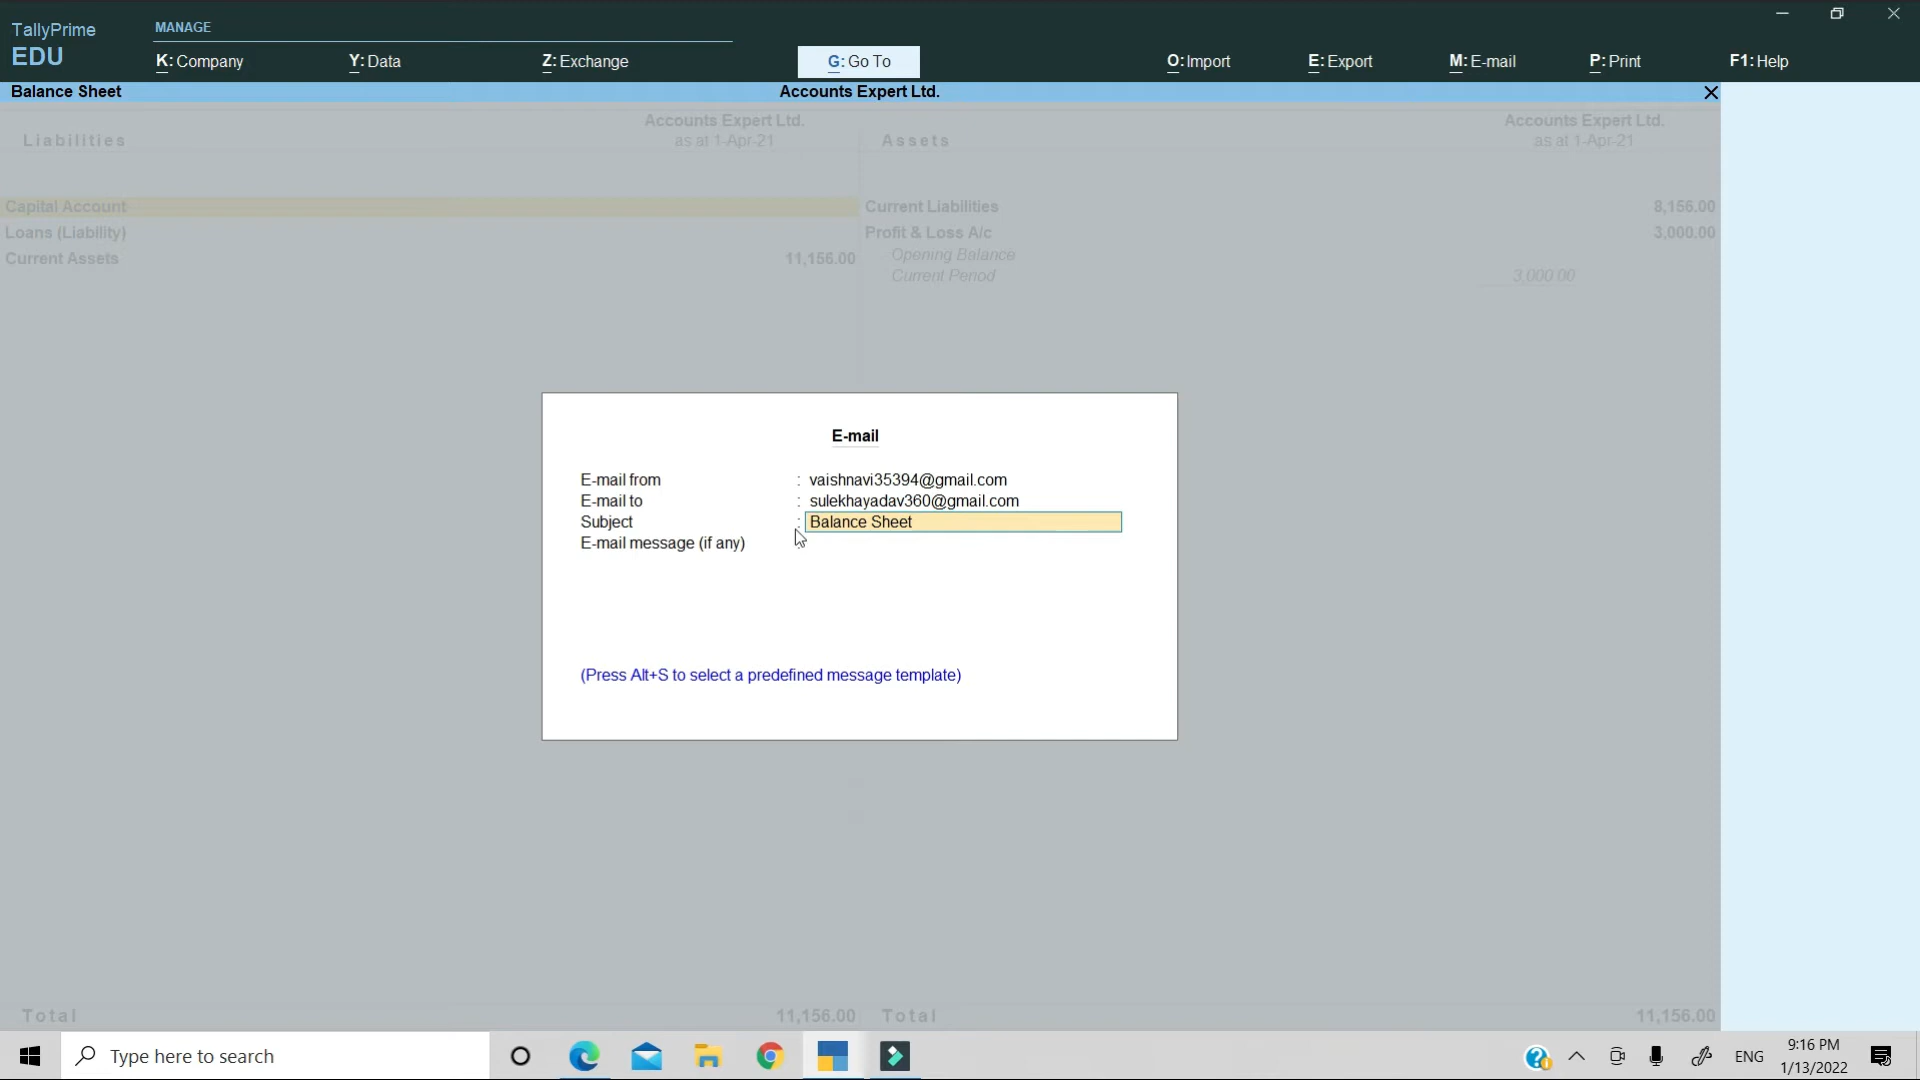 TallyPrime
EDU
MANAGE
K: Company
Y: Data
Z: Exchange
G: Go To
O: Import
E: Export
M: E-mail
P: Print
F1: Help
Balance Sheet
Accounts Expert Ltd.
Liabilities
Accounts Expert Ltd.
as at 1-Apr-21
Assets
Accounts Expert Ltd.
as at 1-Apr-21
Capital Account
Current Liabilities 8,156.00
Loans (Liability)
Profit & Loss A/c 3,000.00
Current Assets 11,156.00
Opening Balance
Current Period 3,000.00
E-mail
E-mail from : vaishnavi35394@gmail.com
E-mail to : sulekhayadav360@gmail.com
Subject : Balance Sheet
E-mail message (if any) :
(Press Alt+S to select a predefined message template)
Total 11,156.00
Total 11,156.00
Type here to search
ENG
9:16 PM
1/13/2022